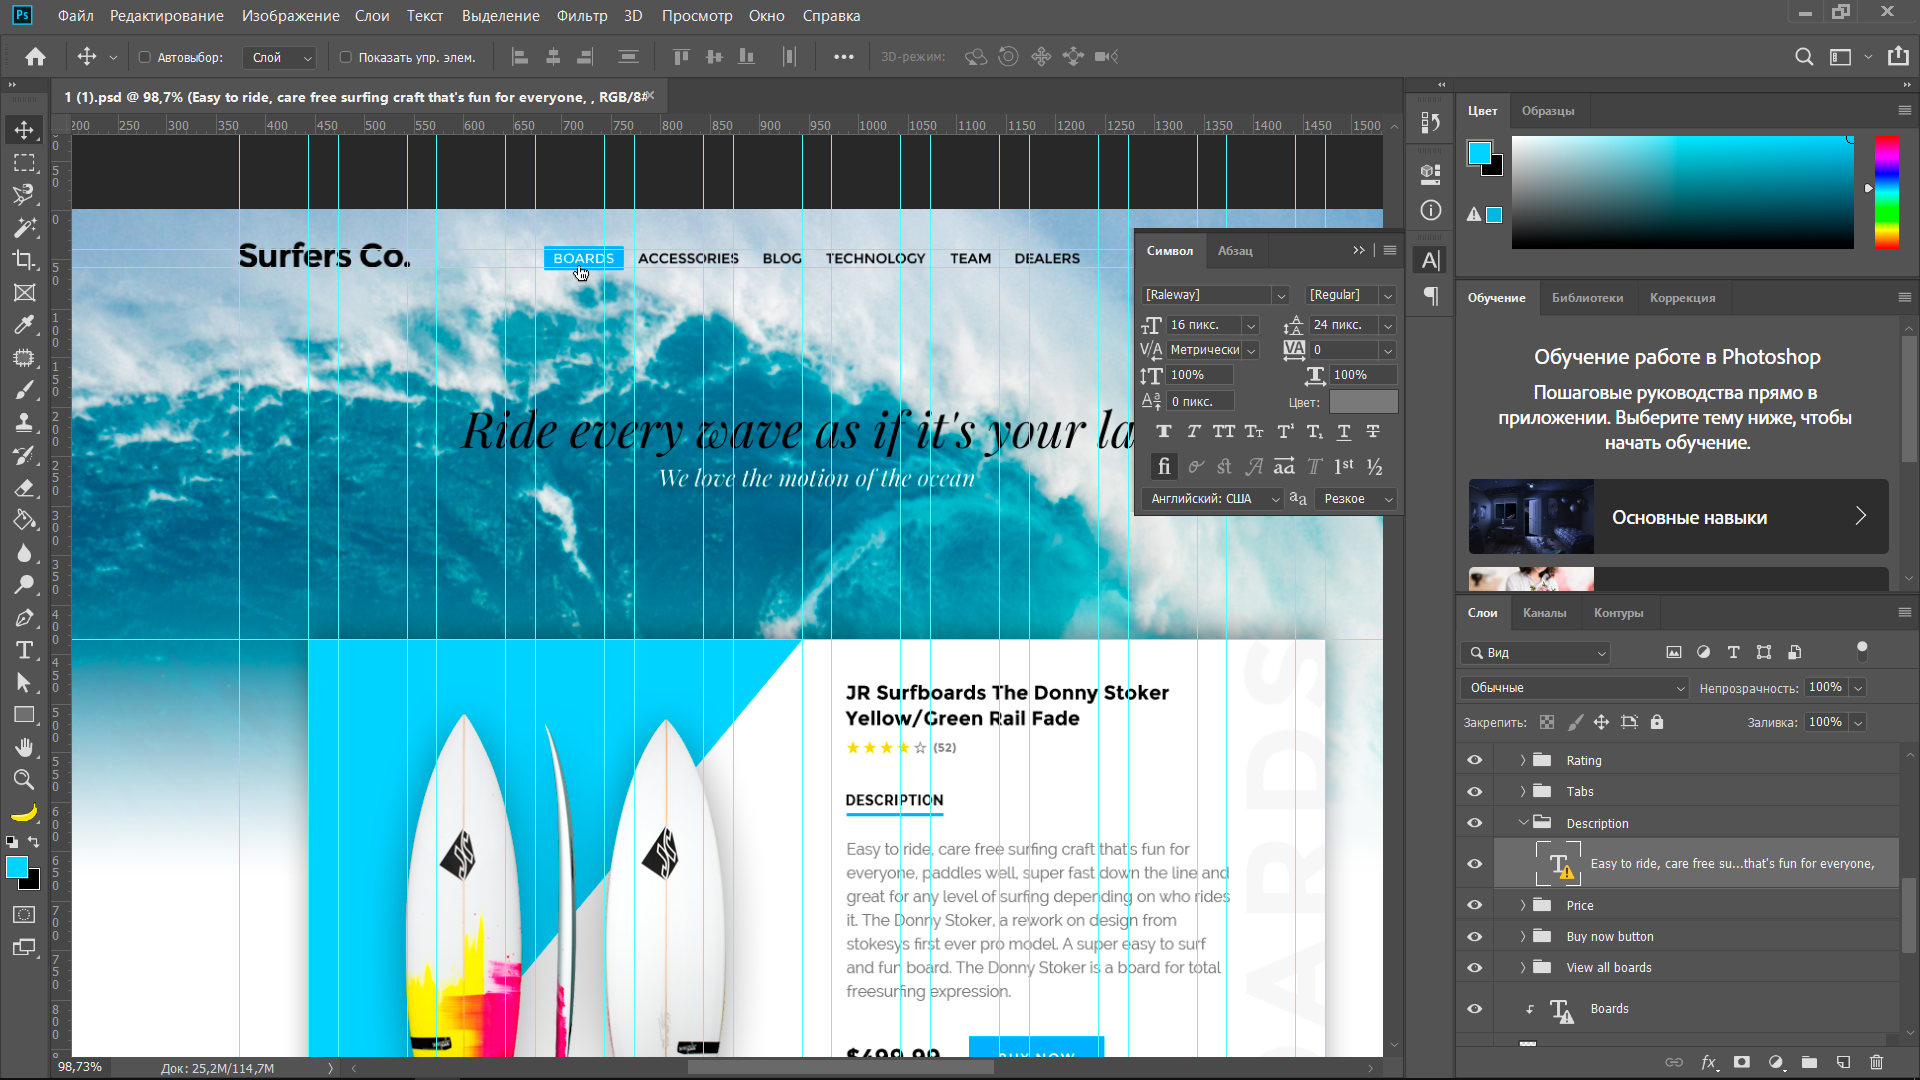 Ps Файл Редактирование Изображение Слои Текст Выделение Фильтр 3D Просмотр Окно Справка
Автовыбор: Слой Показать упр. элем. 3D-режим:
1 (1).psd @ 98,7% (Easy to ride, care free surfing craft that's fun for everyone, , RGB/8#
200 250 300 350 400 450 500 550 600 650 700 750 800 850 900 950 1000 1050 1100 1150 1200 1250 1300 1350 1400 1450 1500
Surfers Co.
BOARDS ACCESSORIES BLOG TECHNOLOGY TEAM DEALERS
Ride every wave as if it's your la
We love the motion of the ocean
JR Surfboards The Donny Stoker
Yellow/Green Rail Fade
(52)
DESCRIPTION
Easy to ride, care free surfing craft that's fun for
everyone, paddles well, super fast down the line and
great for any level of surfing depending on who rides
it. The Donny Stoker, a rework on design from
stokesys first ever pro model. A super easy to surf
and fun board. The Donny Stoker is a board for total
freesurfing expression.
$499.99 BUY NOW
98,73% Док: 25,2M/114,7M
Символ Абзац
[Raleway] [Regular]
16 пикс. 24 пикс.
Метрически 0
100% 100%
0 пикс. Цвет:
Английский: США Резкое
Цвет Образцы
Обучение Библиотеки Коррекция
Обучение работе в Photoshop
Пошаговые руководства прямо в
приложении. Выберите тему ниже, чтобы
начать обучение.
Основные навыки
Слои Каналы Контуры
Вид
Обычные Непрозрачность: 100%
Закрепить: Заливка: 100%
Rating
Tabs
Description
Easy to ride, care free su...that's fun for everyone,
Price
Buy now button
View all boards
Boards
fx